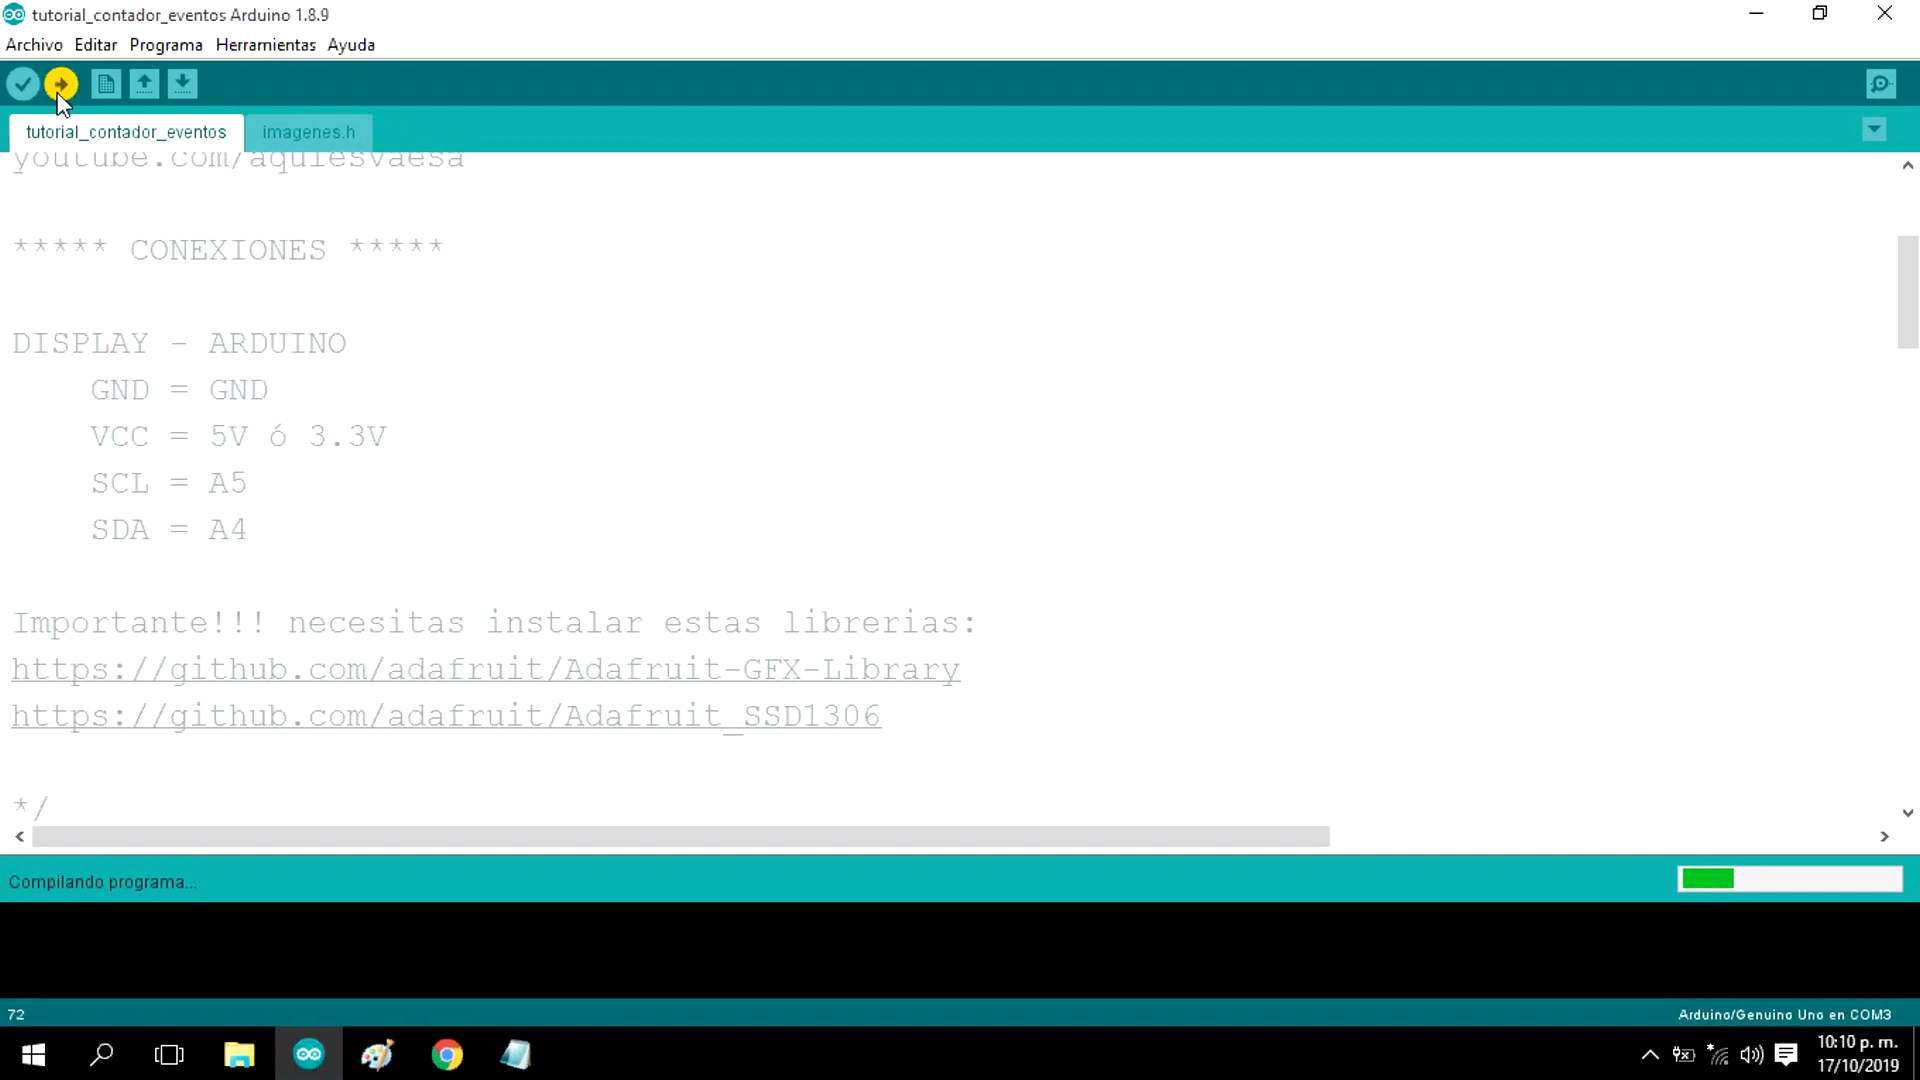 tutorial_contador_eventos Arduino 1.8.9
Archivo Editar Programa Herramientas Ayuda
tutorial_contador_eventos imagenes.h
youtube.com/aquiesvaesa
***** CONEXIONES *****
DISPLAY - ARDUINO
GND = GND
VCC = 5V ó 3.3V
SCL = A5
SDA = A4
Importante!!! necesitas instalar estas librerias:
https://github.com/adafruit/Adafruit-GFX-Library
https://github.com/adafruit/Adafruit_SSD1306
*/
Compilando programa...
72 Arduino/Genuino Uno en COM3
10:10 p. m.
17/10/2019